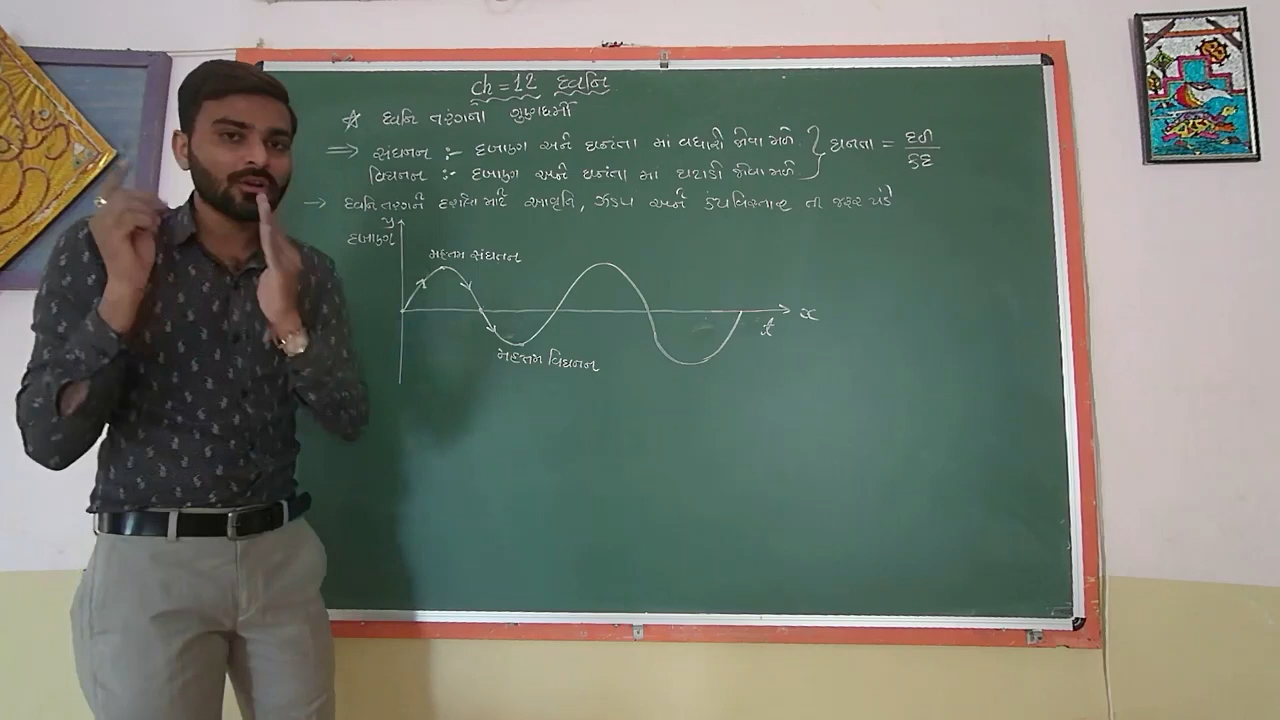 ch = 12 ધ્વનિ
☆ ધ્વનિ તરંગના ગુણધર્મો
⇒ સંઘનન :- દબાણ અને ઘનતા માં વધારો જોવા મળે } ઘનતા = દળ/કદ
વિઘનન :- દબાણ અને ઘનતા માં ઘટાડો જોવા મળે
→ ધ્વનિ તરંગને દર્શાવા માટે આવૃતિ, ઝડપ અને કંપવિસ્તાર ની જરૂર પડે
y
દબાણ
મહત્તમ સંઘનન
x
t
મહત્તમ વિઘનન